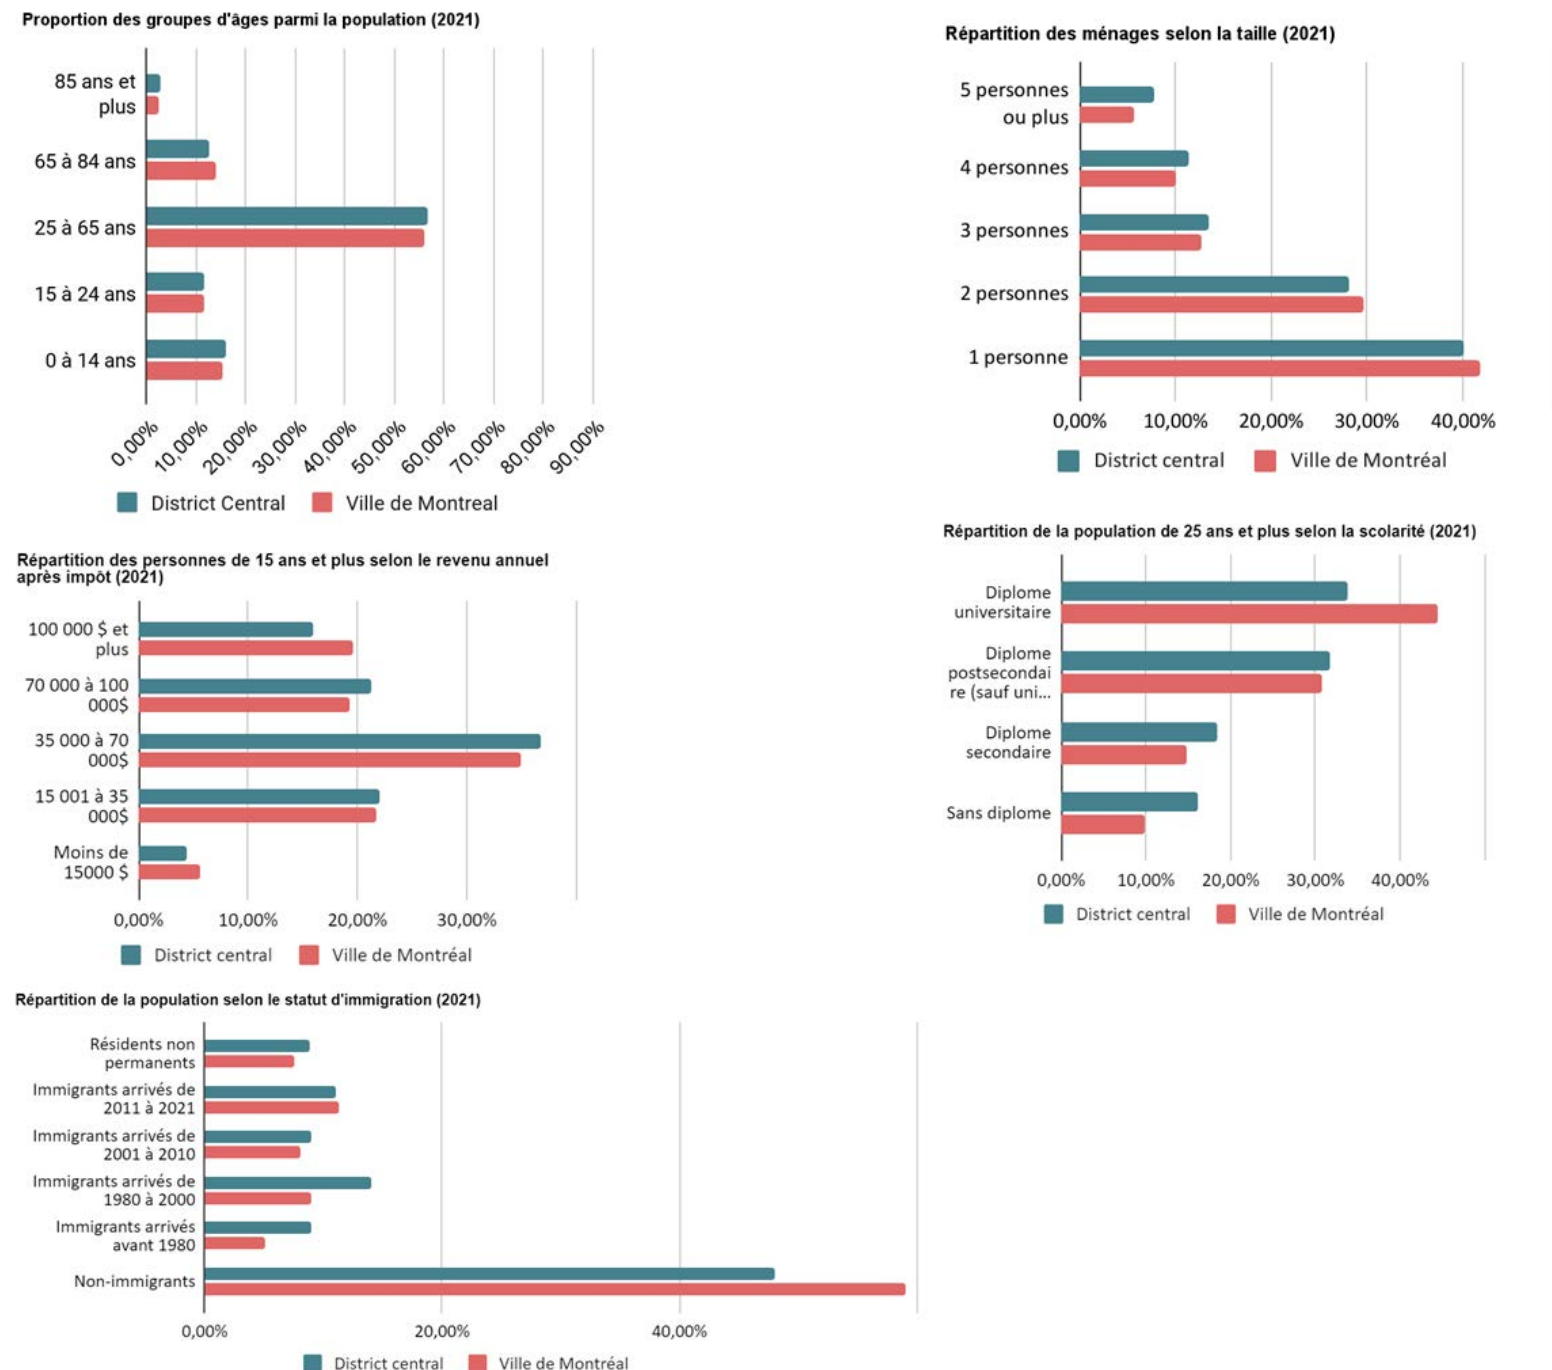 Proportion des groupes d'âges parmi la population (2021)
85 ans et
plus
65 à 84 ans
25 à 65 ans
15 à 24 ans
0 à 14 ans
0,00%
10,00%
20,00%
30,00%
40,00%
50,00%
60,00%
70,00%
80,00%
90,00%
District Central
Ville de Montreal
Répartition des ménages selon la taille (2021)
5 personnes
ou plus
4 personnes
3 personnes
2 personnes
1 personne
0,00%
10,00%
20,00%
30,00%
40,00%
District central
Ville de Montréal
Répartition des personnes de 15 ans et plus selon le revenu annuel
après impôt (2021)
100 000 $ et
plus
70 000 à 100
000$
35 000 à 70
000$
15 001 à 35
000$
Moins de
15000 $
0,00%
10,00%
20,00%
30,00%
District central
Ville de Montréal
Répartition de la population de 25 ans et plus selon la scolarité (2021)
Diplome
universitaire
Diplome
postsecondai
re (sauf uni...
Diplome
secondaire
Sans diplome
0,00%
10,00%
20,00%
30,00%
40,00%
District central
Ville de Montréal
Répartition de la population selon le statut d'immigration (2021)
Résidents non
permanents
Immigrants arrivés de
2011 à 2021
Immigrants arrivés de
2001 à 2010
Immigrants arrivés de
1980 à 2000
Immigrants arrivés
avant 1980
Non-immigrants
0,00%
20,00%
40,00%
District central
Ville de Montréal